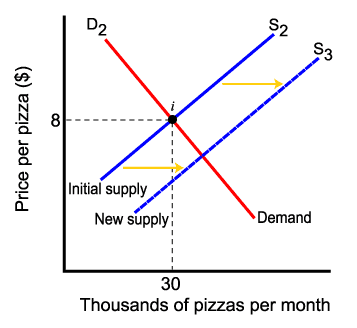 D2
S2
S3
i
8
Price per pizza ($)
Initial supply
New supply
Demand
30
Thousands of pizzas per month